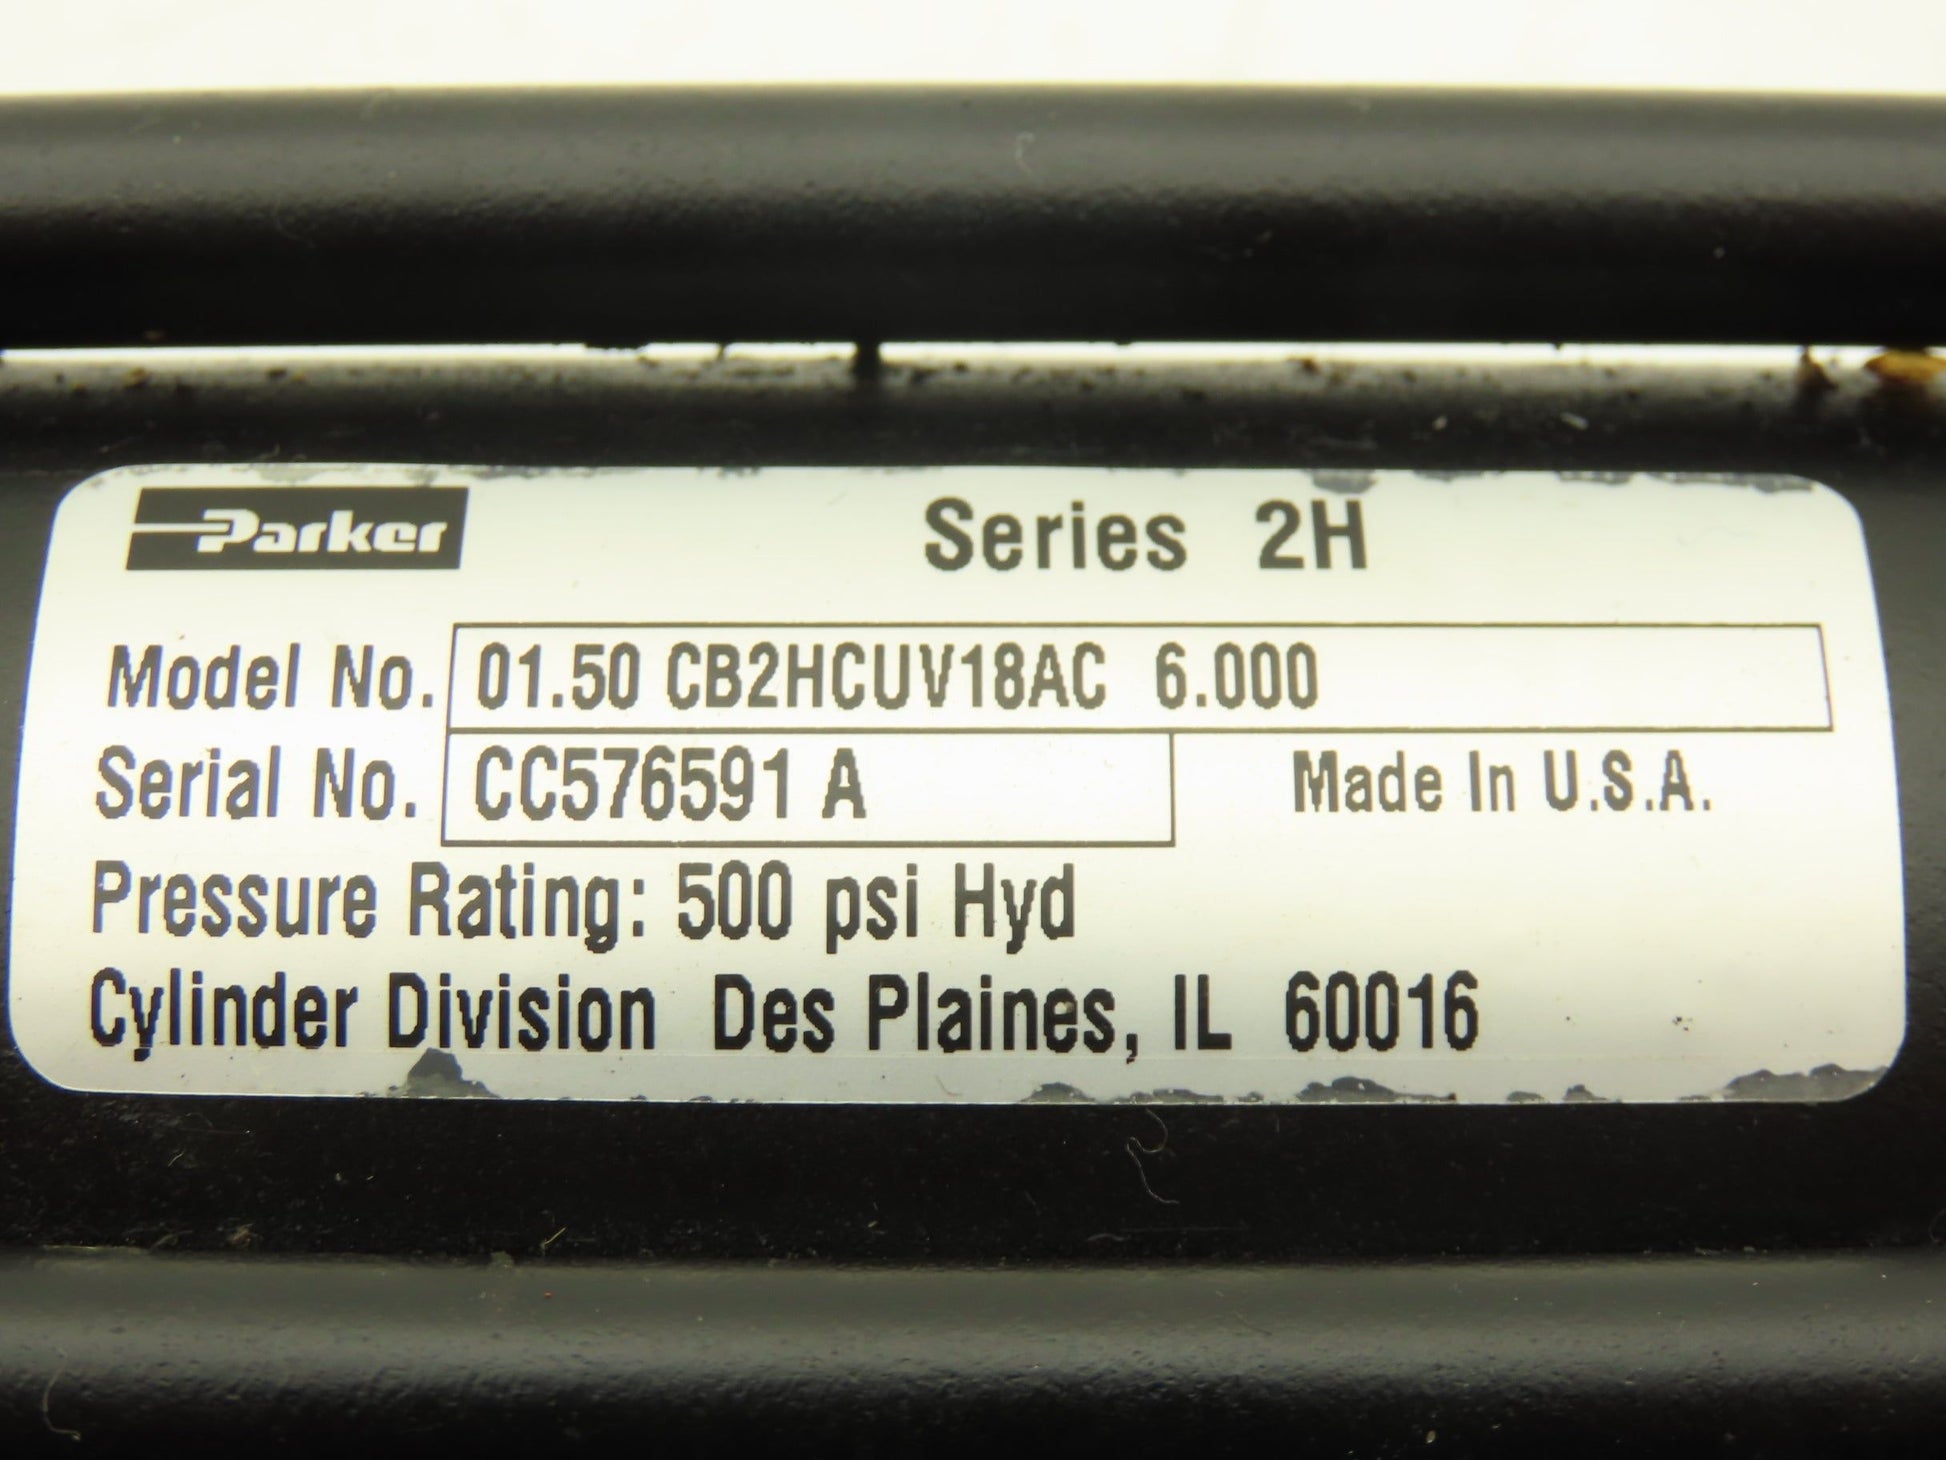 Parker Series 2H
Model No. 01.50 CB2HCUV18AC 6.000
Serial No. CC576591 A Made In U.S.A.
Pressure Rating: 500 psi Hyd
Cylinder Division Des Plaines, IL 60016